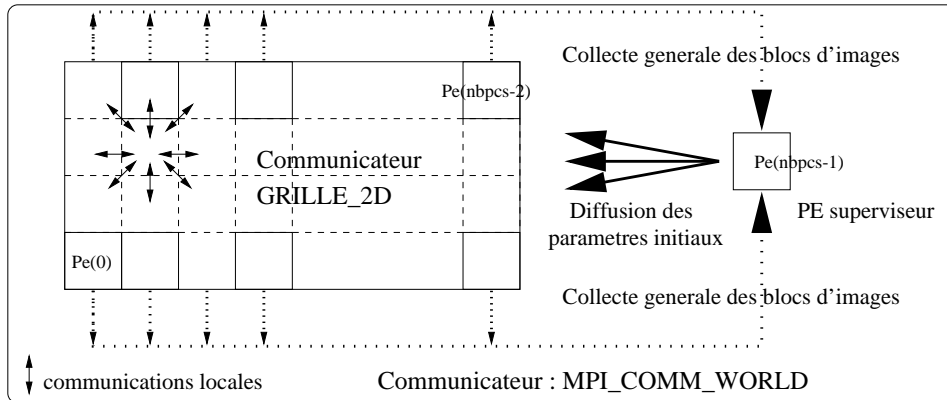 Collecte generale des blocs d'images
Pe(nbpcs-2)
Communicateur
GRILLE_2D
Pe(nbpcs-1)
Diffusion des
parametres initiaux
PE superviseur
Pe(0)
Collecte generale des blocs d'images
communications locales
Communicateur : MPI_COMM_WORLD